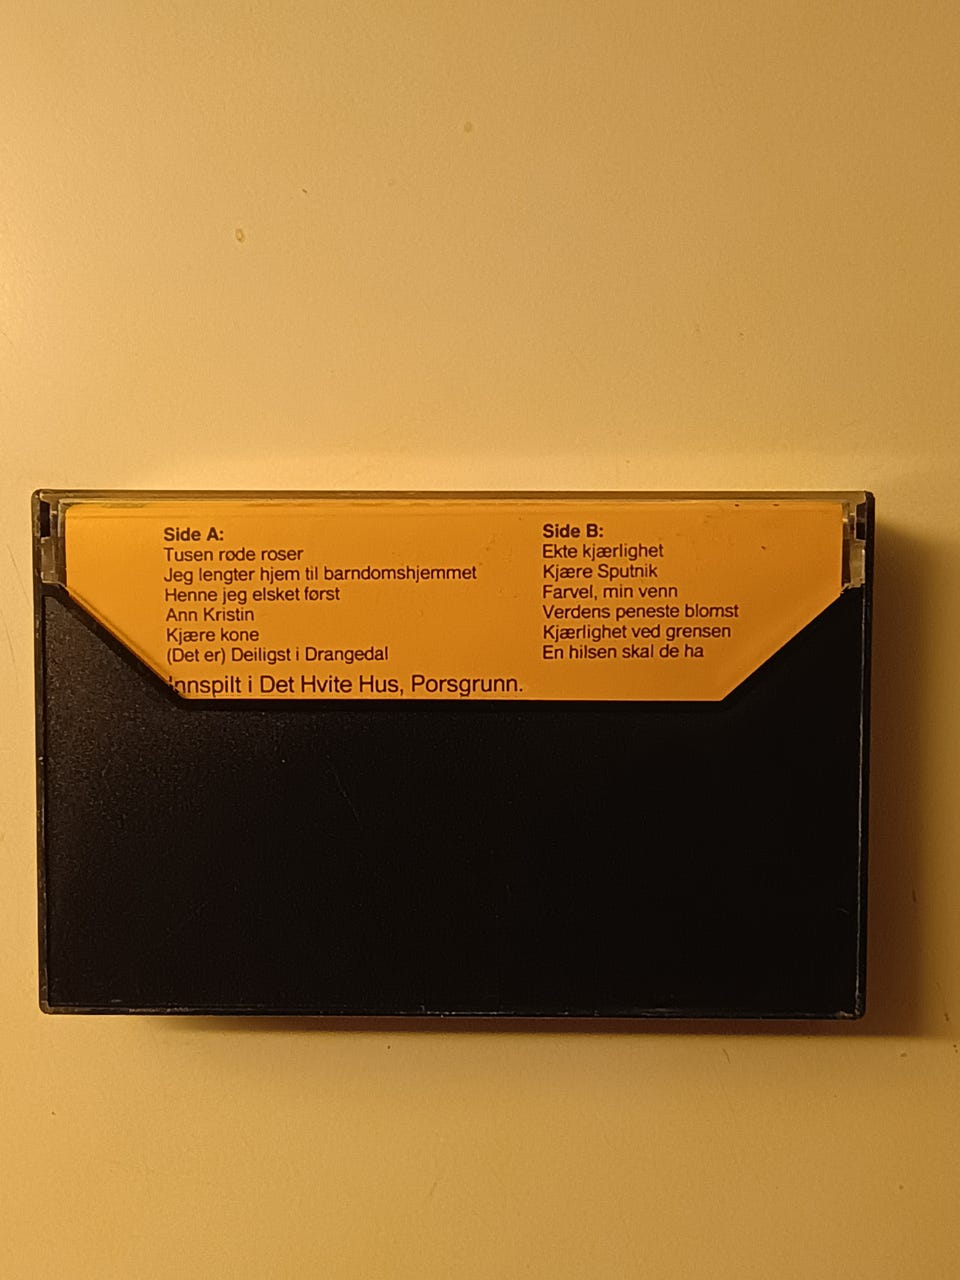 Side A:
Tusen røde roser
Jeg lengter hjem til barndomshjemmet
Henne jeg elsket først
Ann Kristin
Kjære kone
(Det er) Deiligst i Drangedal
Innspilt i Det Hvite Hus, Porsgrunn.
Side B:
Ekte kjærlighet
Kjære Sputnik
Farvel, min venn
Verdens peneste blomst
Kjærlighet ved grensen
En hilsen skal de ha